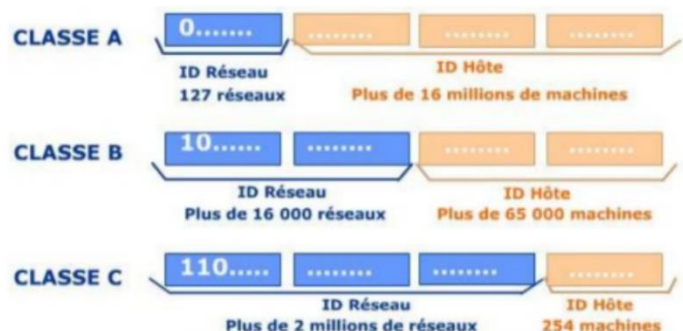 CLASSE A
0....... ........ ........ ........
ID Réseau ID Hôte
127 réseaux Plus de 16 millions de machines
CLASSE B
10...... ........ ........ ........
ID Réseau ID Hôte
Plus de 16 000 réseaux Plus de 65 000 machines
CLASSE C
110..... ........ ........ ........
ID Réseau ID Hôte
Plus de 2 millions de réseaux 254 machines